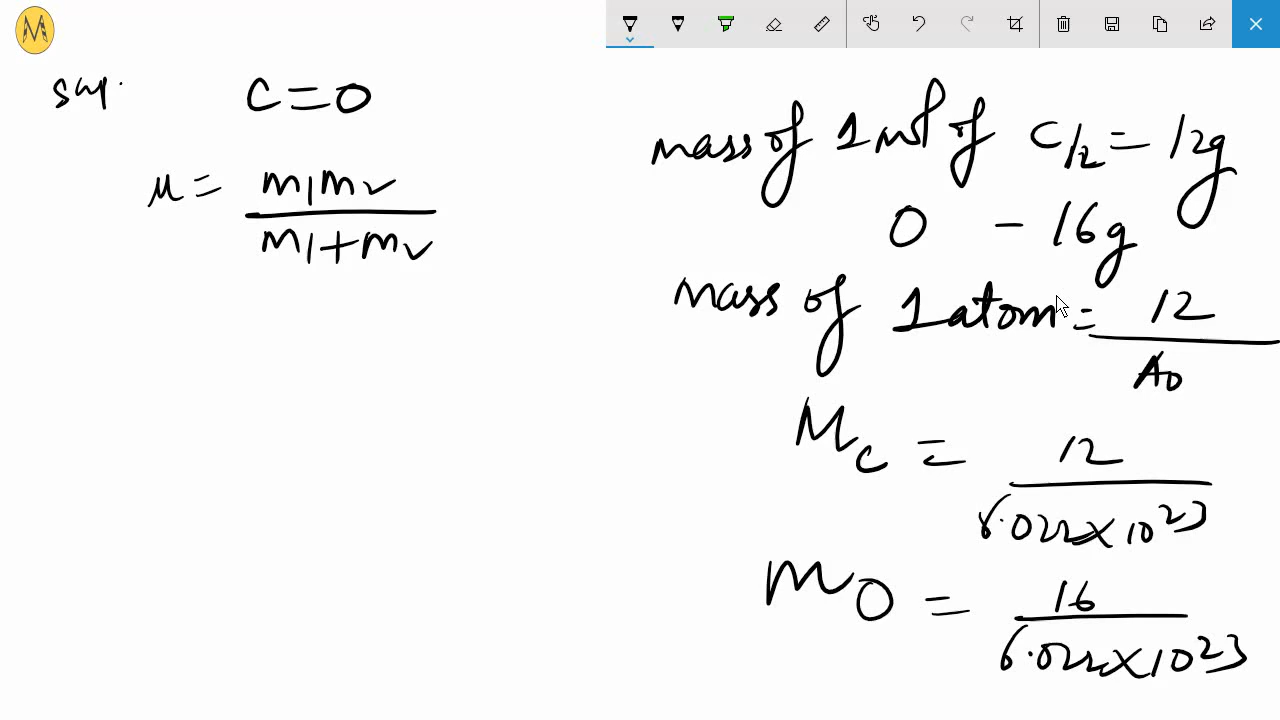 M
say. C=O
μ = m1m2
m1+m2
mass of 1 mol of C12 = 12g
O - 16g
mass of 1 atom = 12
A0
Mc = 12
6.022×10^23
mO = 16
6.022×10^23